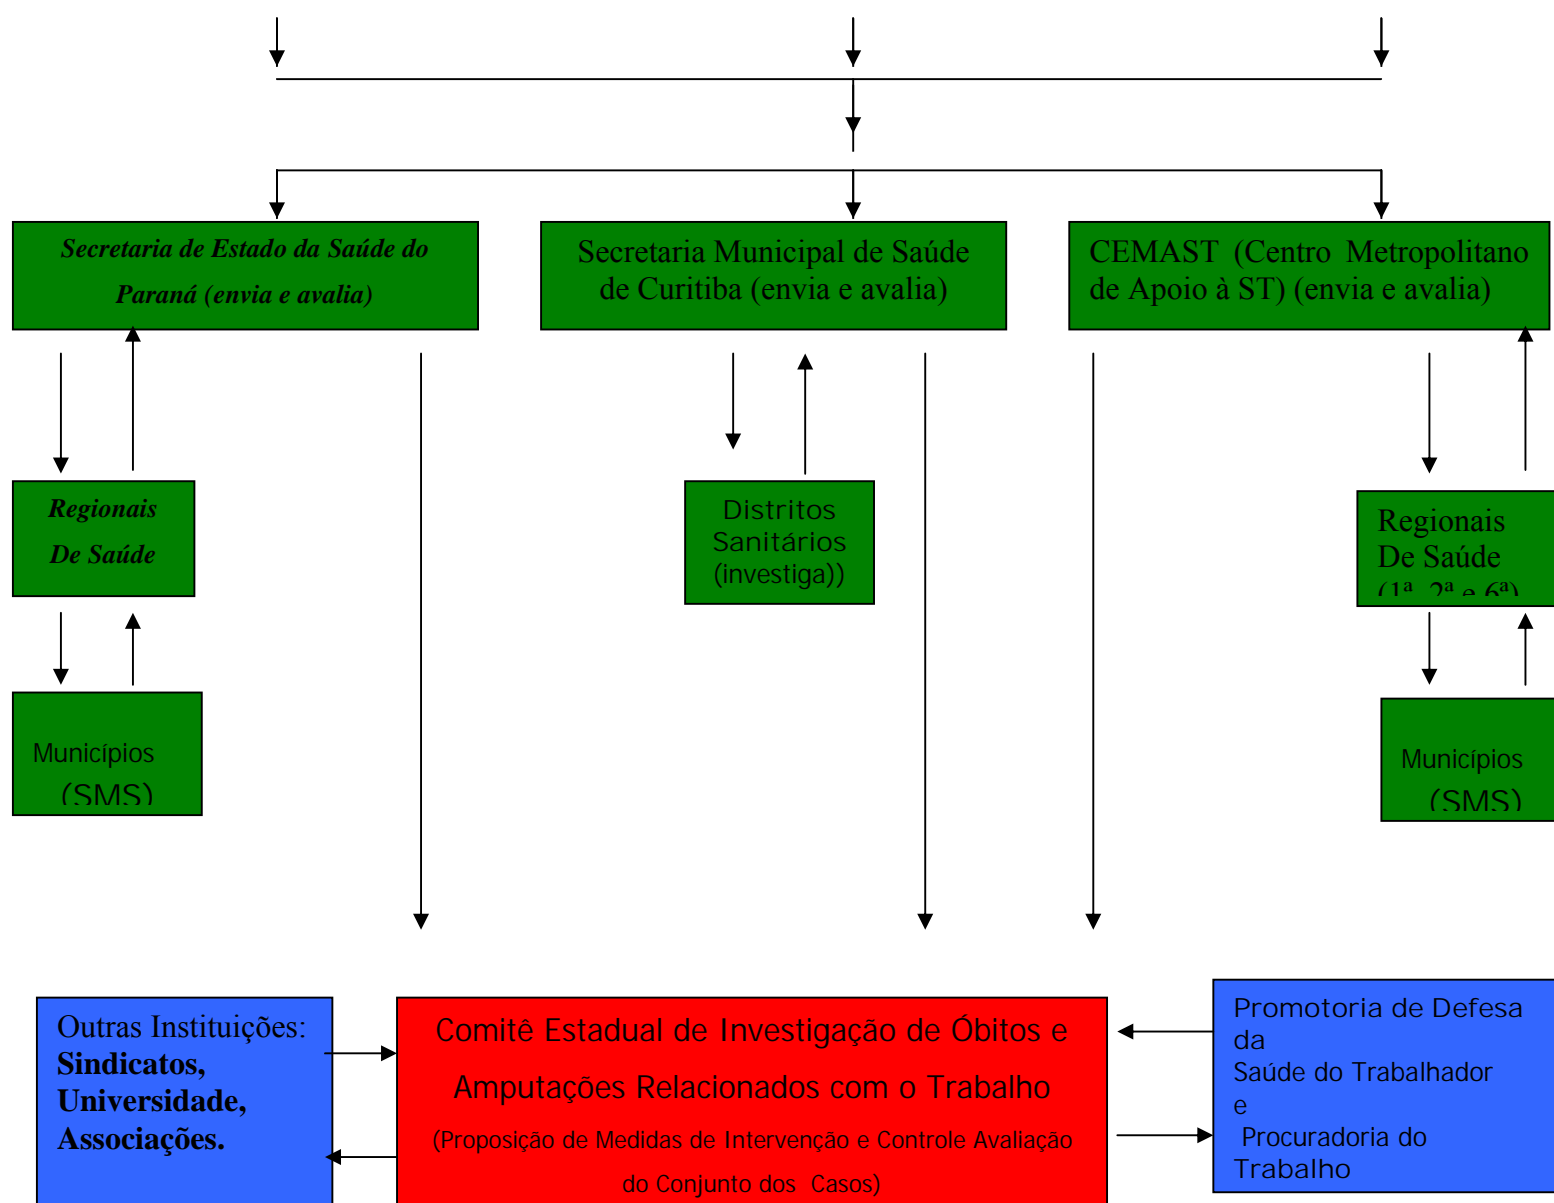 Secretaria de Estado da Saúde do
Paraná (envia e avalia)
Secretaria Municipal de Saúde
de Curitiba (envia e avalia)
CEMAST (Centro Metropolitano
de Apoio à ST) (envia e avalia)
Regionais
De Saúde
Distritos
Sanitários
(investiga))
Regionais
De Saúde
(1ª 2ª e 6ª)
Municípios
(SMS)
Municípios
(SMS)
Outras Instituições:
Sindicatos,
Universidade,
Associações.
Comitê Estadual de Investigação de Óbitos e
Amputações Relacionados com o Trabalho
(Proposição de Medidas de Intervenção e Controle Avaliação
do Conjunto dos Casos)
Promotoria de Defesa
da
Saúde do Trabalhador
e
Procuradoria do
Trabalho